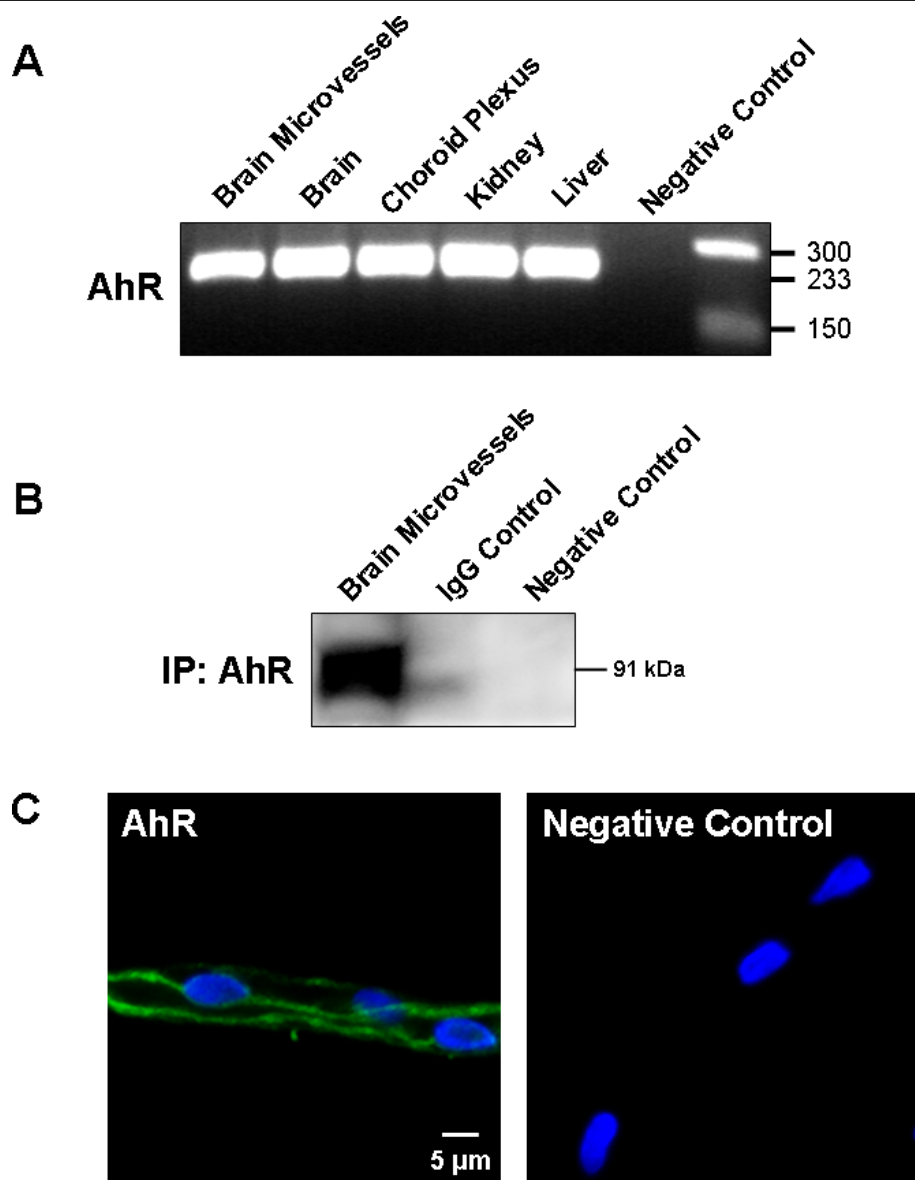 A
Brain Microvessels
Brain
Choroid Plexus
Kidney
Liver
Negative Control
AhR
300
233
150
B
Brain Microvessels
IgG Control
Negative Control
IP: AhR
91 kDa
C
AhR
5 µm
Negative Control